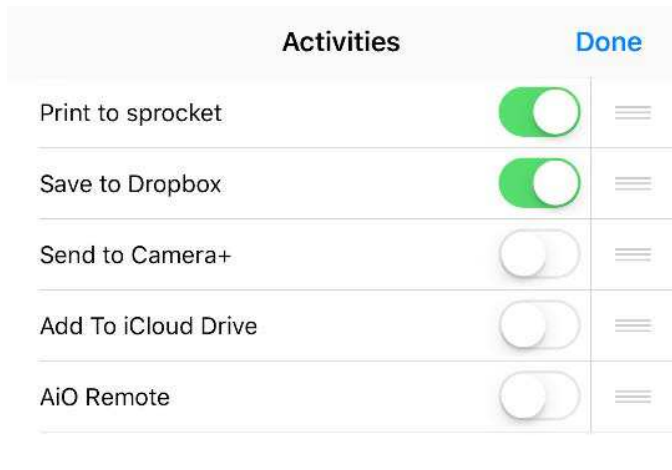 Activities
Done
Print to sprocket
Save to Dropbox
Send to Camera+
Add To iCloud Drive
AiO Remote